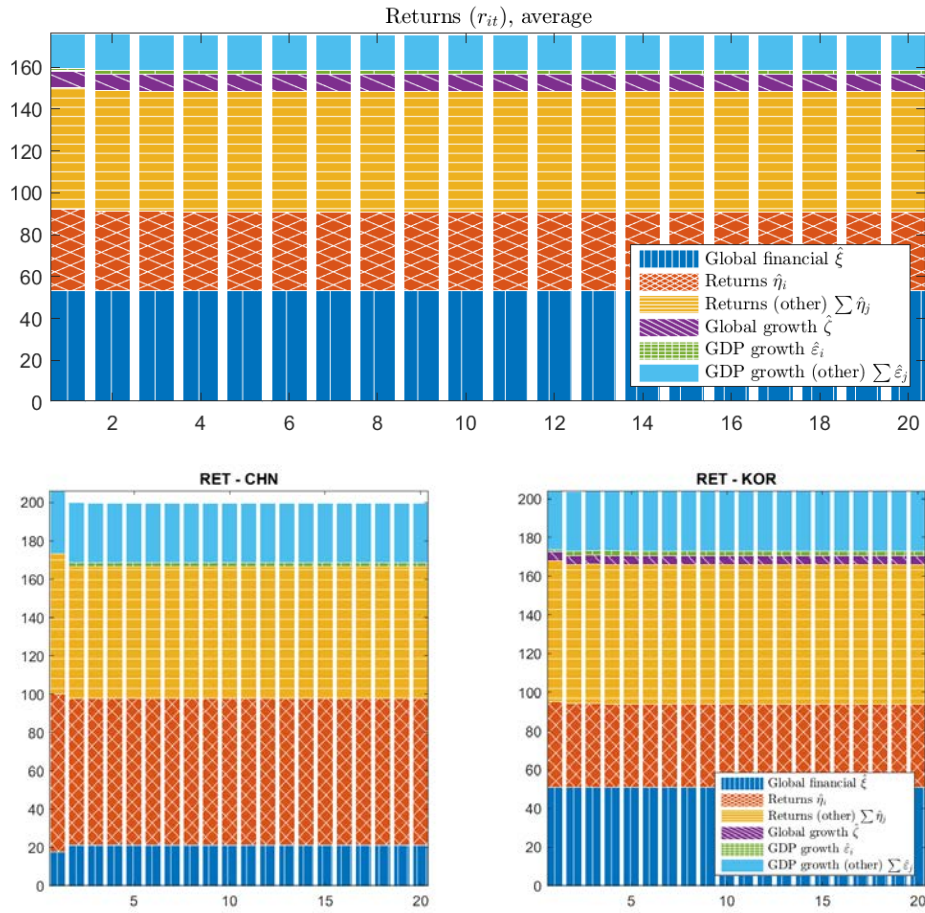 Returns (r_{it}), average
160
140
120
100
80
60
40
20
0
2 4 6 8 10 12 14 16 18 20
Global financial ξ̂
Returns η̂_i
Returns (other) ∑ η̂_j
Global growth ζ̂
GDP growth ε̂_i
GDP growth (other) ∑ ε̂_j
RET - CHN
200
180
160
140
120
100
80
60
40
20
0
5 10 15 20
RET - KOR
200
180
160
140
120
100
80
60
40
20
0
5 10 15 20
Global financial ξ̂
Returns η̂_i
Returns (other) ∑ η̂_j
Global growth ζ̂
GDP growth ε̂_i
GDP growth (other) ∑ ε̂_j